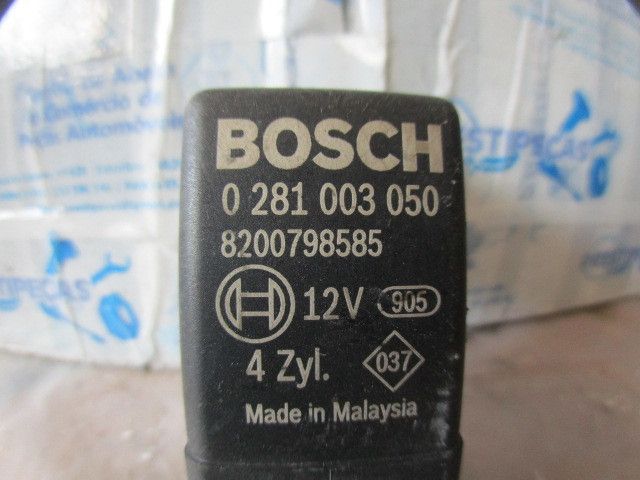 BOSCH
0 281 003 050
8200798585
12V 905
4 Zyl. 037
Made in Malaysia